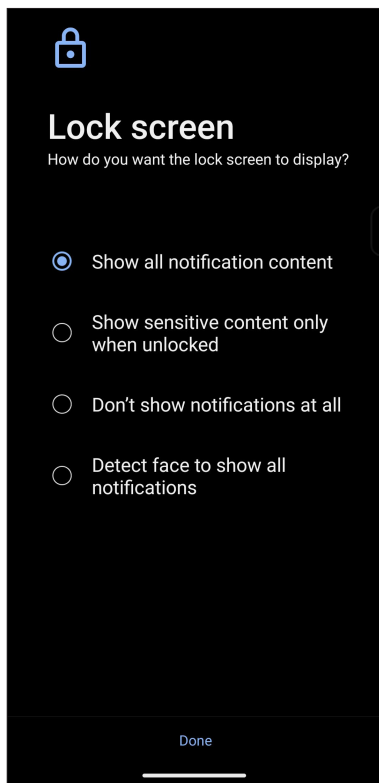 Lock screen
How do you want the lock screen to display?
Show all notification content
Show sensitive content only
when unlocked
Don't show notifications at all
Detect face to show all
notifications
Done